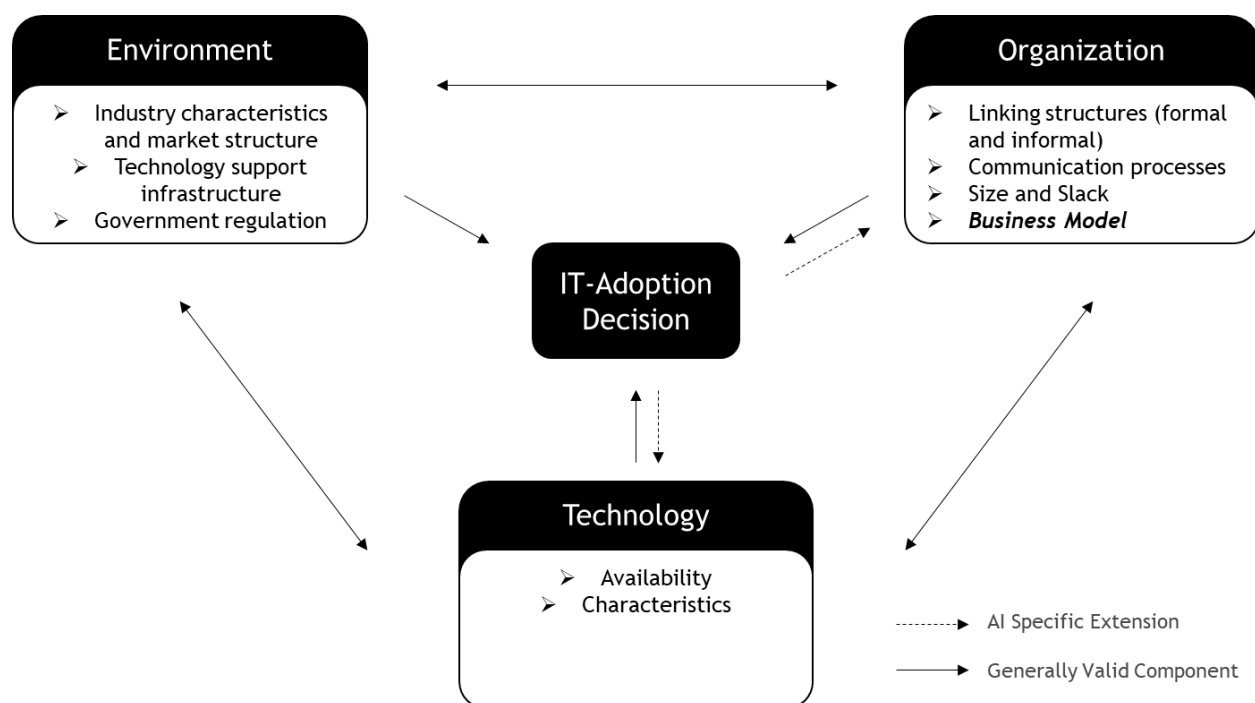 Environment
➢ Industry characteristics
and market structure
➢ Technology support
infrastructure
➢ Government regulation
Organization
➢ Linking structures (formal
and informal)
➢ Communication processes
➢ Size and Slack
➢ Business Model
IT-Adoption
Decision
Technology
➢ Availability
➢ Characteristics
AI Specific Extension
Generally Valid Component